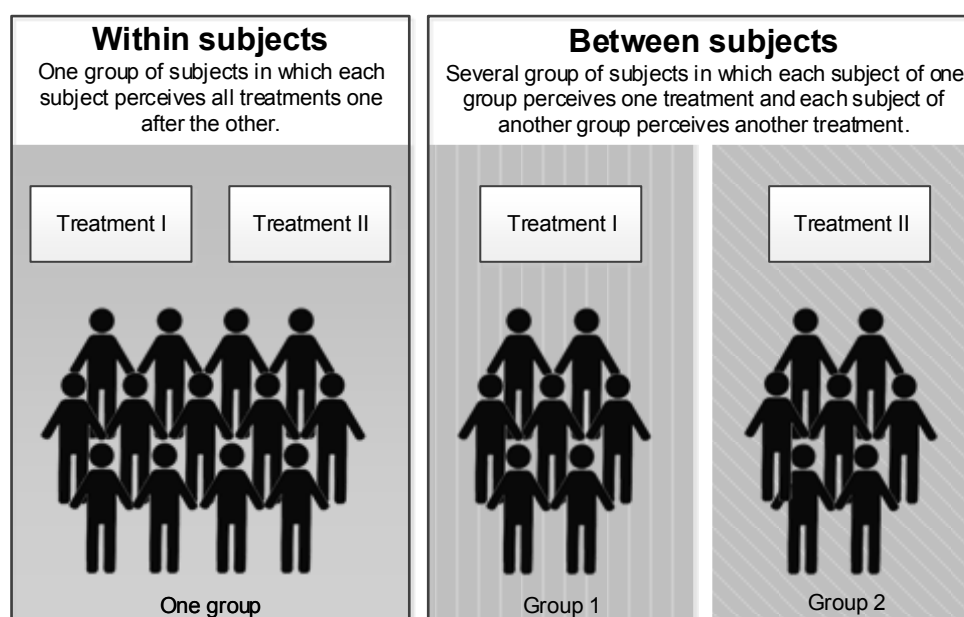 Within subjects
One group of subjects in which each
subject perceives all treatments one
after the other.
Treatment I
Treatment II
One group
Between subjects
Several group of subjects in which each subject of one
group perceives one treatment and each subject of
another group perceives another treatment.
Treatment I
Treatment II
Group 1
Group 2